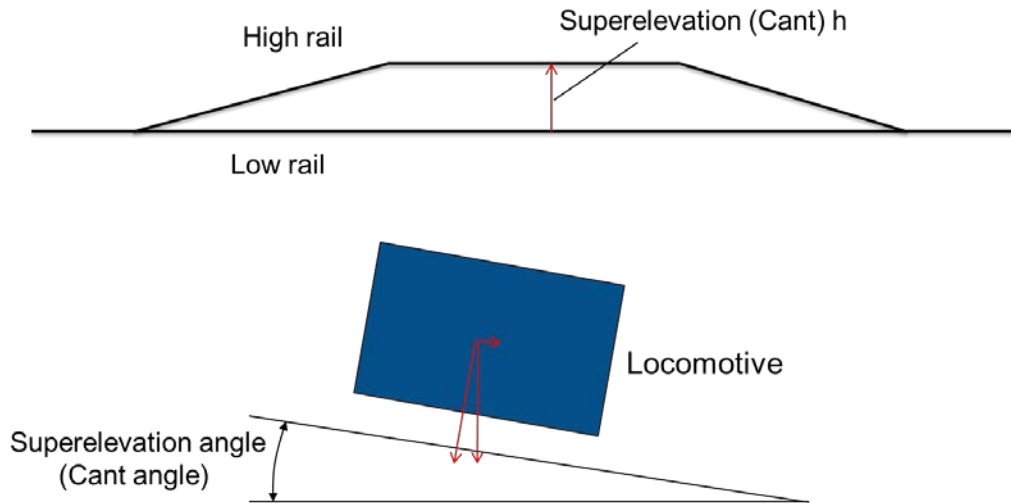 Superelevation (Cant) h
High rail
Low rail
Locomotive
Superelevation angle
(Cant angle)